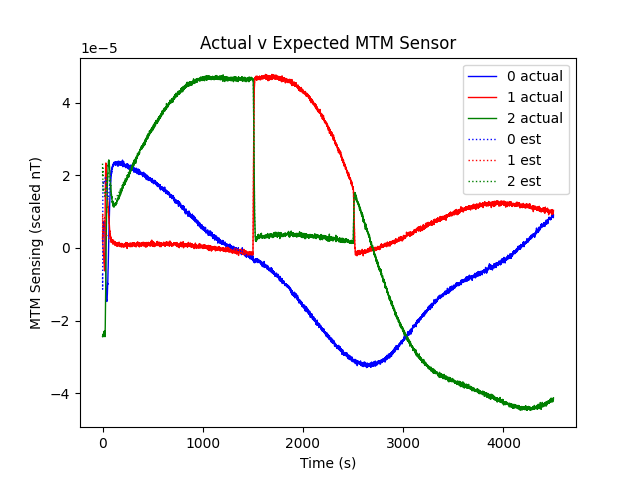 Actual v Expected MTM Sensor
1e−5
4
2
0
−2
−4
MTM Sensing (scaled nT)
0 actual
1 actual
2 actual
0 est
1 est
2 est
0
1000
2000
3000
4000
Time (s)